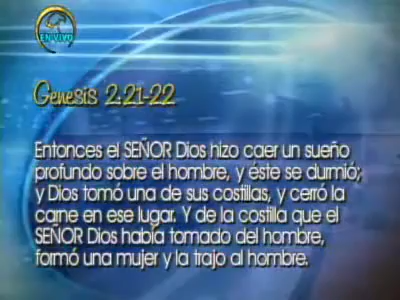 EN VIVO
Genesis 2:21-22
Entonces el SEÑOR Dios hizo caer un sueño
profundo sobre el hombre, y éste se durmió;
y Dios tomó una de sus costillas, y cerró la
carne en ese lugar. Y de la costilla que el
SEÑOR Dios había tomado del hombre,
formó una mujer y la trajo al hombre.